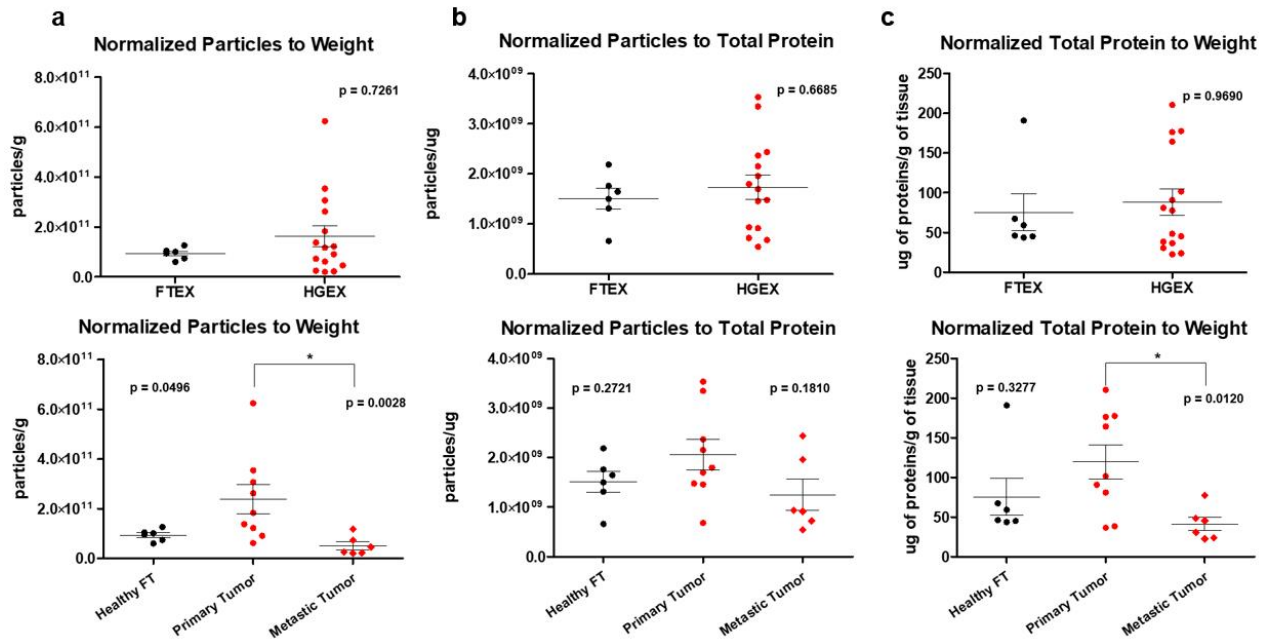 a
Normalized Particles to Weight
particles/g
8.0×10¹¹
6.0×10¹¹
4.0×10¹¹
2.0×10¹¹
0.0
p = 0.7261
FTEX HGEX
b
Normalized Particles to Total Protein
particles/ug
4.0×10⁰⁹
3.0×10⁰⁹
2.0×10⁰⁹
1.0×10⁰⁹
0.0
p = 0.6685
FTEX HGEX
c
Normalized Total Protein to Weight
ug of proteins/g of tissue
250
200
150
100
50
0
p = 0.9690
FTEX HGEX
Normalized Particles to Weight
particles/g
8.0×10¹¹
6.0×10¹¹
4.0×10¹¹
2.0×10¹¹
0.0
p = 0.0496
*
p = 0.0028
Healthy FT
Primary Tumor
Metastic Tumor
Normalized Particles to Total Protein
particles/ug
4.0×10⁰⁹
3.0×10⁰⁹
2.0×10⁰⁹
1.0×10⁰⁹
0.0
p = 0.2721
p = 0.1810
Healthy FT
Primary Tumor
Metastic Tumor
Normalized Total Protein to Weight
ug of proteins/g of tissue
250
200
150
100
50
0
p = 0.3277
*
p = 0.0120
Healthy FT
Primary Tumor
Metastic Tumor